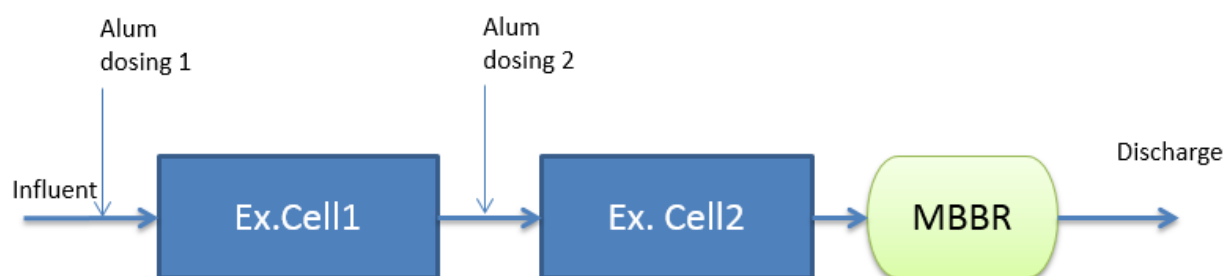 Alum
dosing 1
Alum
dosing 2
Influent
Ex.Cell1
Ex. Cell2
MBBR
Discharge